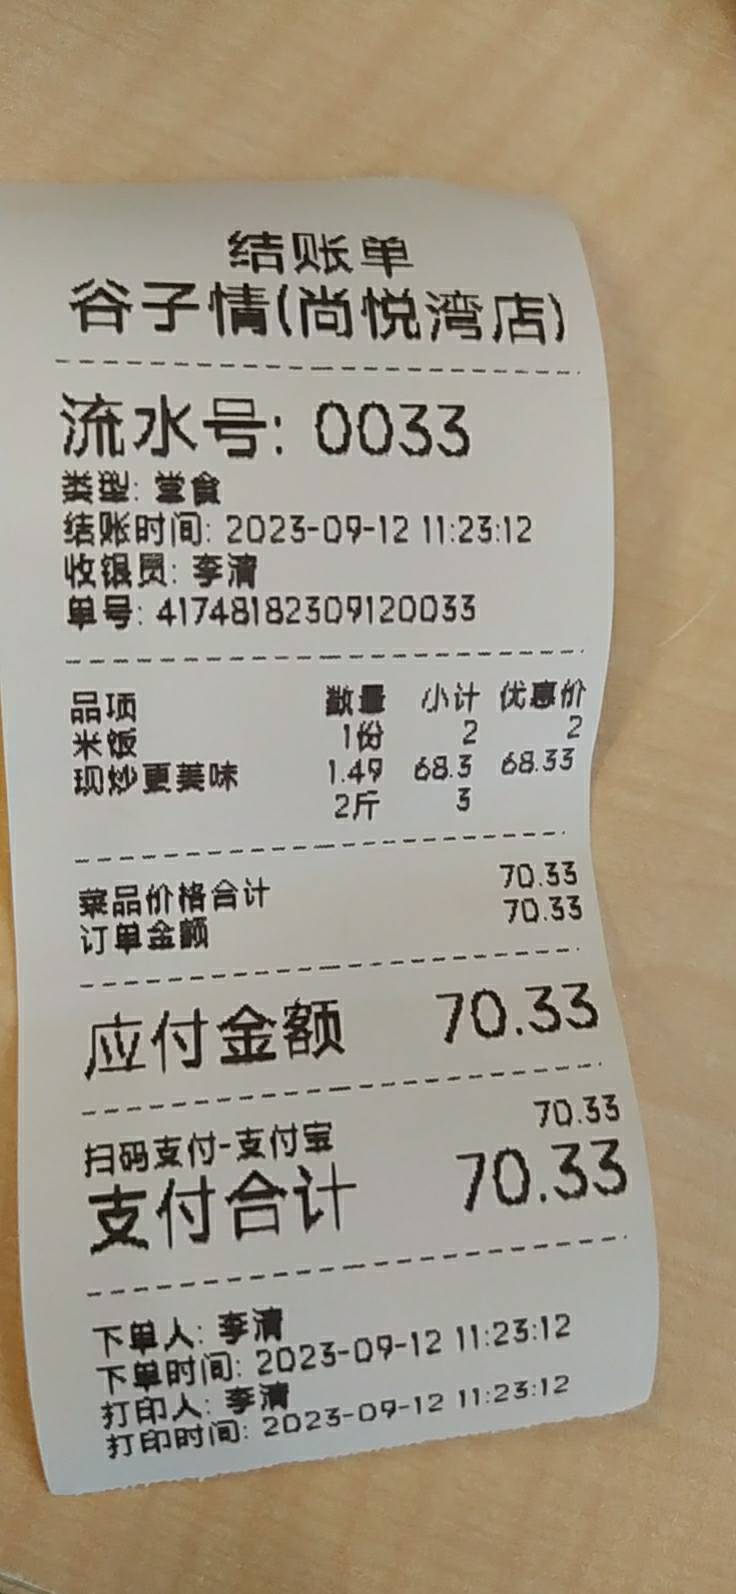 结账单
谷子情(尚悦湾店)
流水号: 0033
类型: 堂食
结账时间: 2023-09-12 11:23:12
收银员: 李清
单号: 41748182309120033
品项 数量 小计 优惠价
米饭 1份 2 2
现炒更美味 1.49 68.3 68.33
2斤 3
菜品价格合计 70.33
订单金额 70.33
应付金额 70.33
扫码支付-支付宝 70.33
支付合计 70.33
下单人: 李清
下单时间: 2023-09-12 11:23:12
打印人: 李清
打印时间: 2023-09-12 11:23:12